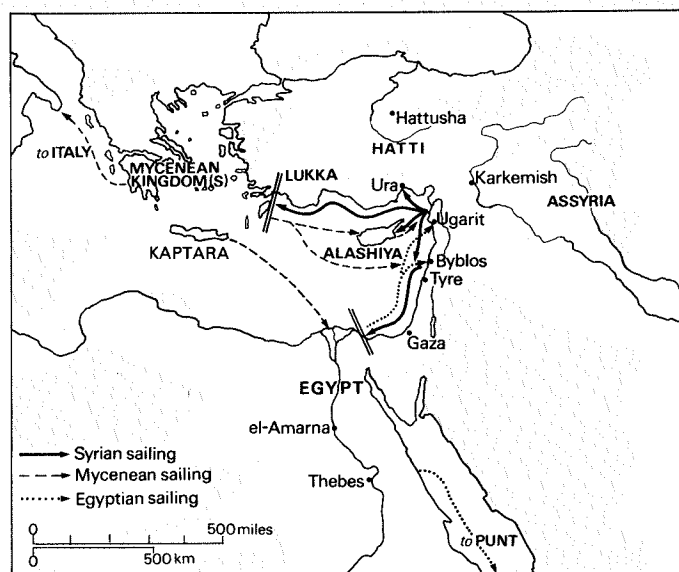 Hattusha
HATTI
to ITALY
MYCENEAN
KINGDOM(S)
LUKKA
Ura
Karkemish
ASSYRIA
Ugarit
KAPTARA
ALASHIYA
Byblos
Tyre
Gaza
EGYPT
el-Amarna
Syrian sailing
Mycenean sailing
Egyptian sailing
Thebes
to PUNT
0 500 miles
0 500 km